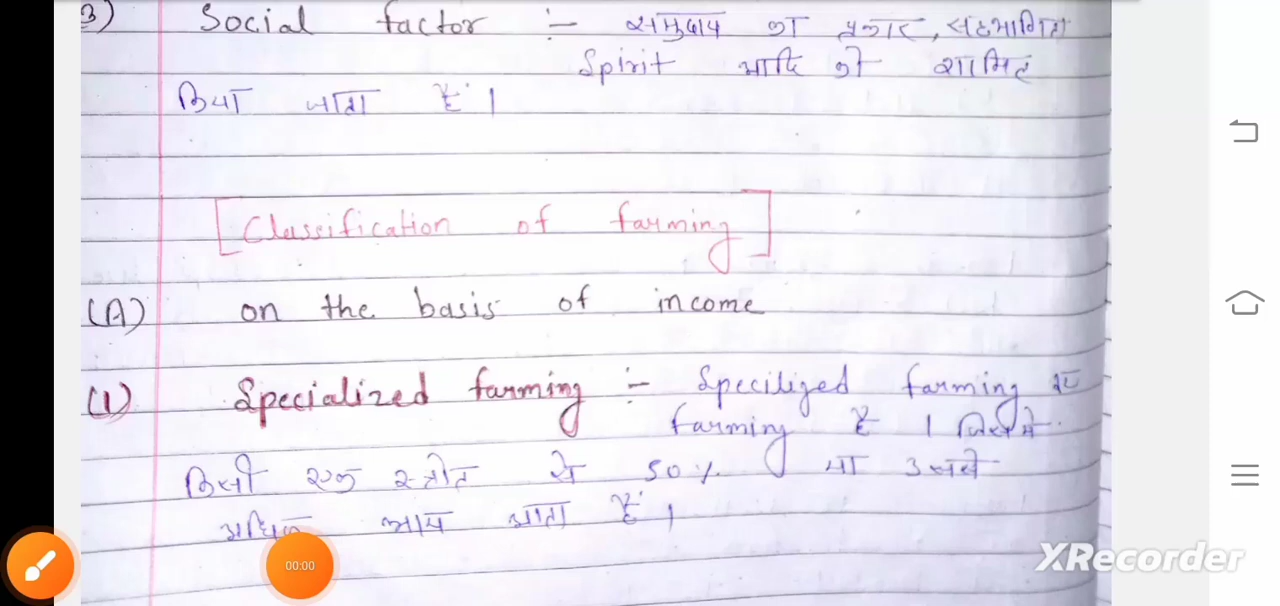 3) Social factor :- समुदाय का प्रकार, सहभागिता
Spirit आदि को शामिल
किया जाता है।
[Classification of farming]
(A) on the basis of income
(1) Specialized farming :- Specilized farming वह
farming है। जिसमे
किसी एक स्त्रोत से 50% या उससे
अधिक आय आता है।
00:00
XRecorder